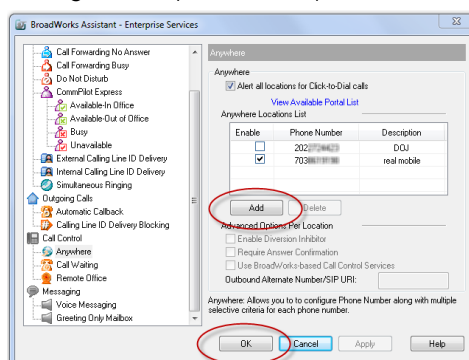 BroadWorks Assistant - Enterprise Services
Call Forwarding No Answer
Call Forwarding Busy
Do Not Disturb
CommPilot Express
Available-In Office
Available-Out of Office
Busy
Unavailable
External Calling Line ID Delivery
Internal Calling Line ID Delivery
Simultaneous Ringing
Outgoing Calls
Automatic Callback
Calling Line ID Delivery Blocking
Call Control
Anywhere
Call Waiting
Remote Office
Messaging
Voice Messaging
Greeting Only Mailbox
Anywhere
Anywhere
Alert all locations for Click-to-Dial calls
View Available Portal List
Anywhere Locations List
Enable Phone Number Description
202 DOJ
703 real mobile
Add Delete
Advanced Options Per Location
Enable Diversion Inhibitor
Require Answer Confirmation
Use BroadWorks-based Call Control Services
Outbound Alternate Number/SIP URI:
Anywhere: Allows you to to configure Phone Number along with multiple
selective criteria for each phone number.
OK Cancel Apply Help